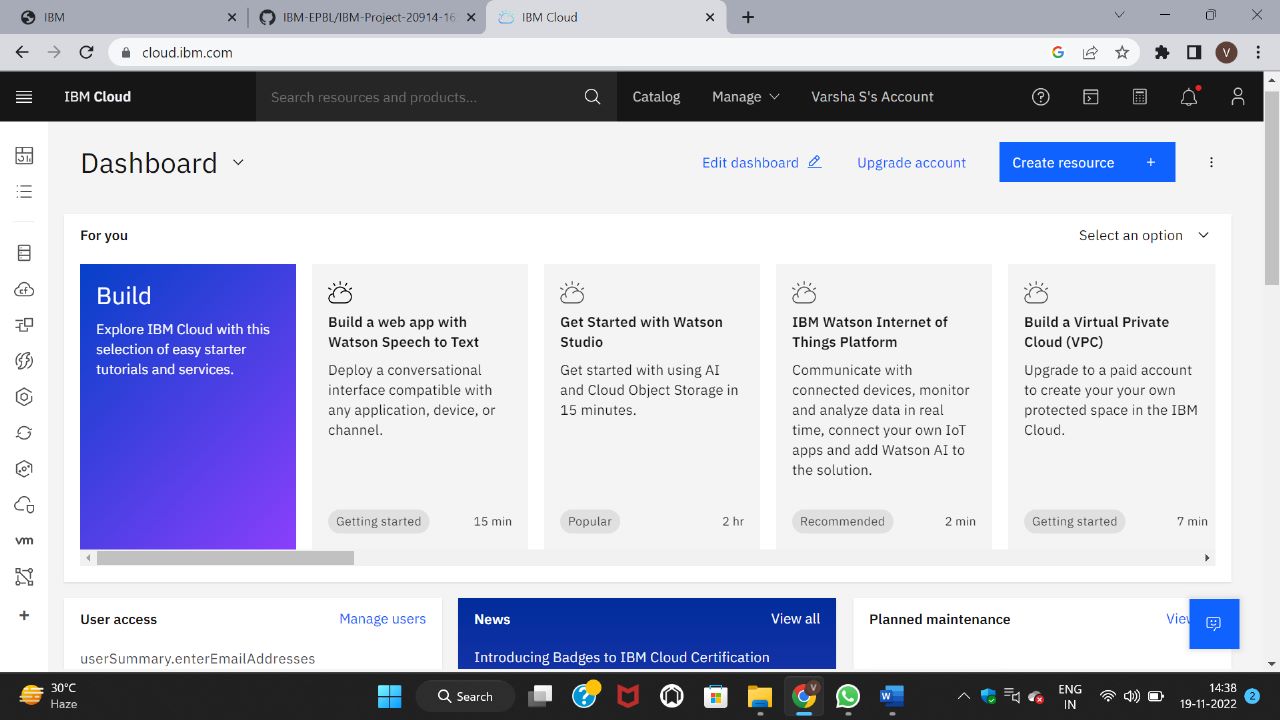 IBM
IBM-EPBL/IBM-Project-20914-16
IBM Cloud
cloud.ibm.com
V
IBM Cloud
Search resources and products...
Catalog
Manage
Varsha S's Account
Dashboard
Edit dashboard
Upgrade account
Create resource +
For you
Select an option
Build
Explore IBM Cloud with this
selection of easy starter
tutorials and services.
Build a web app with
Watson Speech to Text
Deploy a conversational
interface compatible with
any application, device, or
channel.
Getting started
15 min
Get Started with Watson
Studio
Get started with using AI
and Cloud Object Storage in
15 minutes.
Popular
2 hr
IBM Watson Internet of
Things Platform
Communicate with
connected devices, monitor
and analyze data in real
time, connect your own IoT
apps and add Watson AI to
the solution.
Recommended
2 min
Build a Virtual Private
Cloud (VPC)
Upgrade to a paid account
to create your your own
protected space in the IBM
Cloud.
Getting started
7 min
cf
vm
User access
Manage users
userSummary.enterEmailAddresses
News
View all
Introducing Badges to IBM Cloud Certification
Planned maintenance
View
30°C
Haze
Search
V
W
ENG
IN
14:38
19-11-2022
2